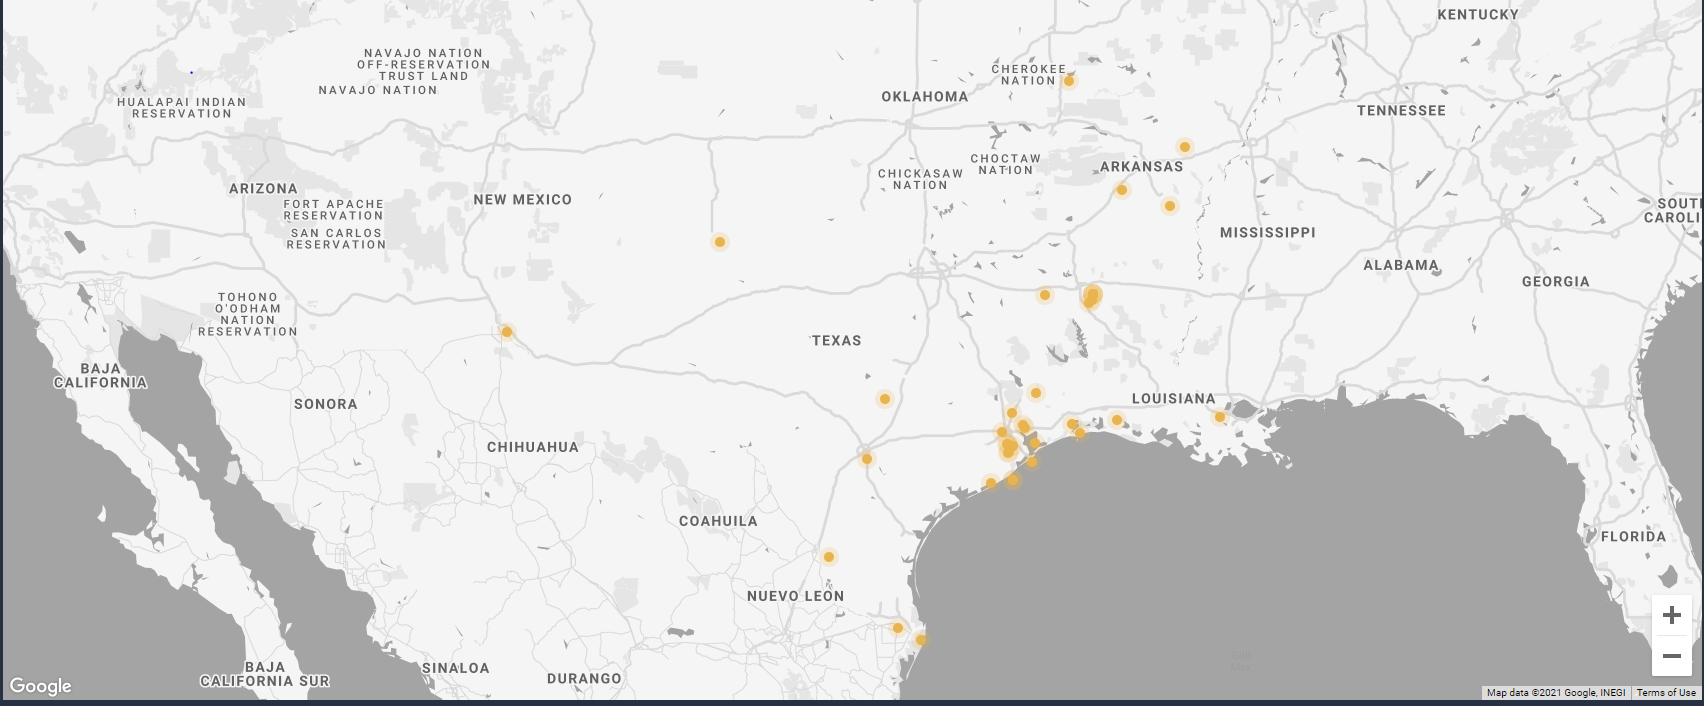 KENTUCKY
NAVAJO NATION
OFF-RESERVATION
TRUST LAND
NAVAJO NATION
CHEROKEE
NATION
OKLAHOMA
HUALAPAI INDIAN
RESERVATION
TENNESSEE
CHOCTAW
NATION
ARKANSAS
CHICKASAW
NATION
ARIZONA
NEW MEXICO
FORT APACHE
RESERVATION
SAN CARLOS
RESERVATION
SOUT
CAROLI
MISSISSIPPI
ALABAMA
GEORGIA
TOHONO
O'ODHAM
NATION
RESERVATION
TEXAS
BAJA
CALIFORNIA
SONORA
LOUISIANA
CHIHUAHUA
COAHUILA
FLORIDA
NUEVO LEON
BAJA
CALIFORNIA SUR
SINALOA
DURANGO
Google
Map data ©2021 Google, INEGI
Terms of Use